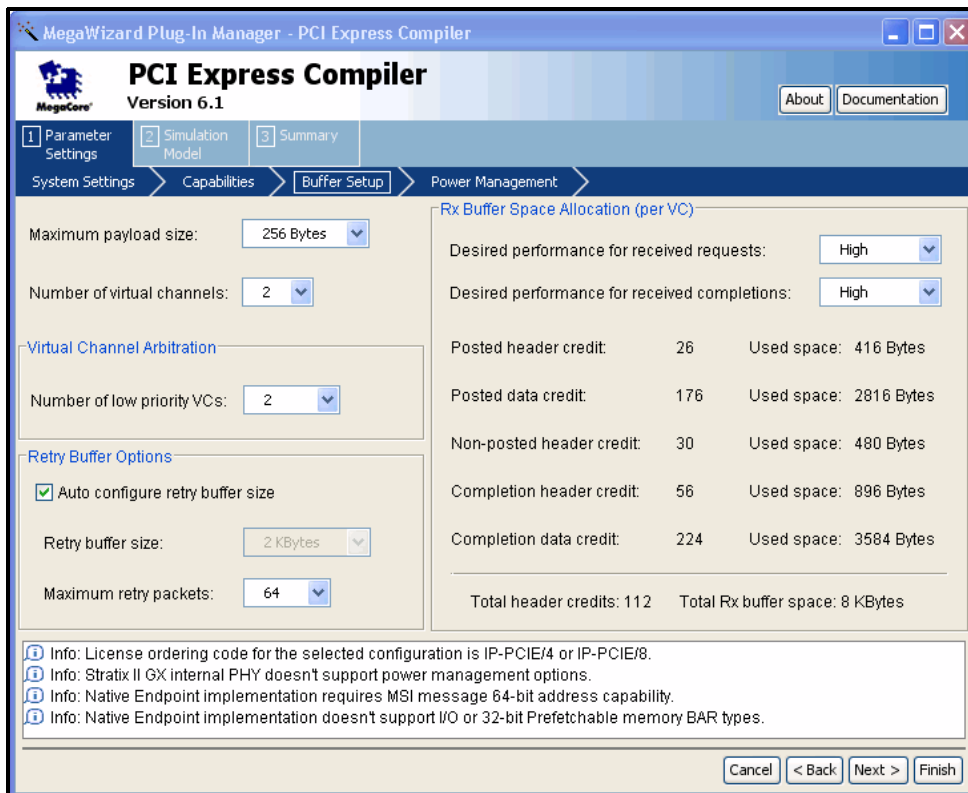 MegaWizard Plug-In Manager - PCI Express Compiler
MegaCore®
PCI Express Compiler
Version 6.1
About
Documentation
1 Parameter Settings
2 Simulation Model
3 Summary
System Settings
Capabilities
Buffer Setup
Power Management
Maximum payload size: 256 Bytes
Number of virtual channels: 2
Virtual Channel Arbitration
Number of low priority VCs: 2
Retry Buffer Options
Auto configure retry buffer size
Retry buffer size: 2 KBytes
Maximum retry packets: 64
Rx Buffer Space Allocation (per VC)
Desired performance for received requests: High
Desired performance for received completions: High
Posted header credit: 26 Used space: 416 Bytes
Posted data credit: 176 Used space: 2816 Bytes
Non-posted header credit: 30 Used space: 480 Bytes
Completion header credit: 56 Used space: 896 Bytes
Completion data credit: 224 Used space: 3584 Bytes
Total header credits: 112 Total Rx buffer space: 8 KBytes
Info: License ordering code for the selected configuration is IP-PCIE/4 or IP-PCIE/8.
Info: Stratix II GX internal PHY doesn't support power management options.
Info: Native Endpoint implementation requires MSI message 64-bit address capability.
Info: Native Endpoint implementation doesn't support I/O or 32-bit Prefetchable memory BAR types.
Cancel
< Back
Next >
Finish